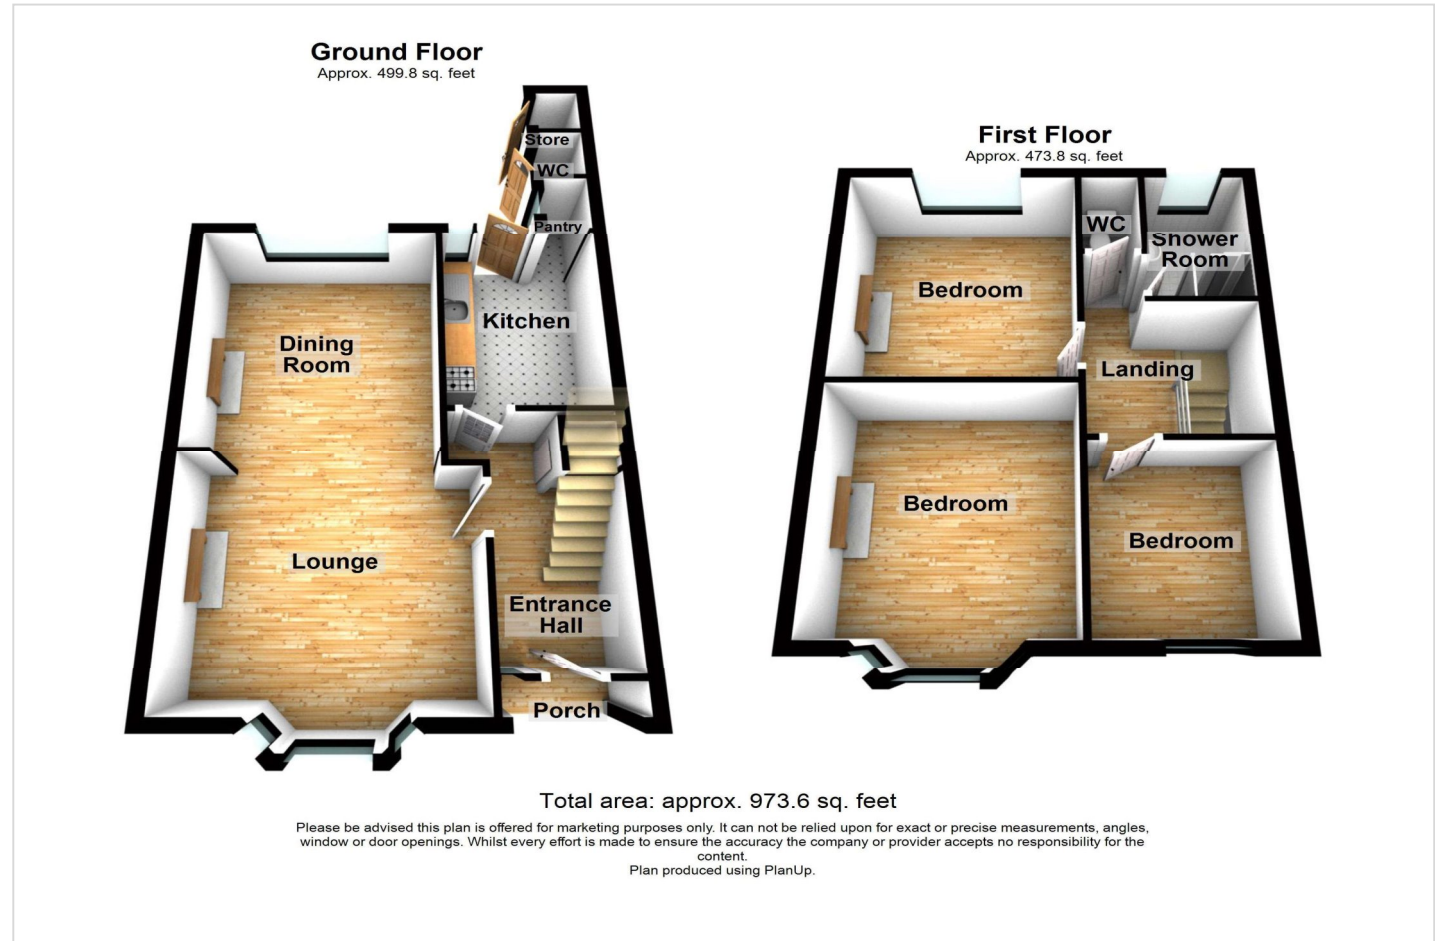 Ground Floor
Approx. 499.8 sq. feet
Store
WC
Pantry
Kitchen
Dining
Room
Lounge
Entrance
Hall
Porch
First Floor
Approx. 473.8 sq. feet
WC
Shower
Room
Bedroom
Landing
Bedroom
Bedroom
Total area: approx. 973.6 sq. feet
Please be advised this plan is offered for marketing purposes only. It can not be relied upon for exact or precise measurements, angles,
window or door openings. Whilst every effort is made to ensure the accuracy the company or provider accepts no responsibility for the
content.
Plan produced using PlanUp.